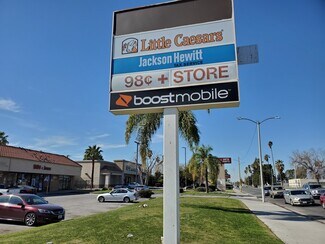 Little Caesars
Jackson Hewitt
98¢ + STORE
boostmobile